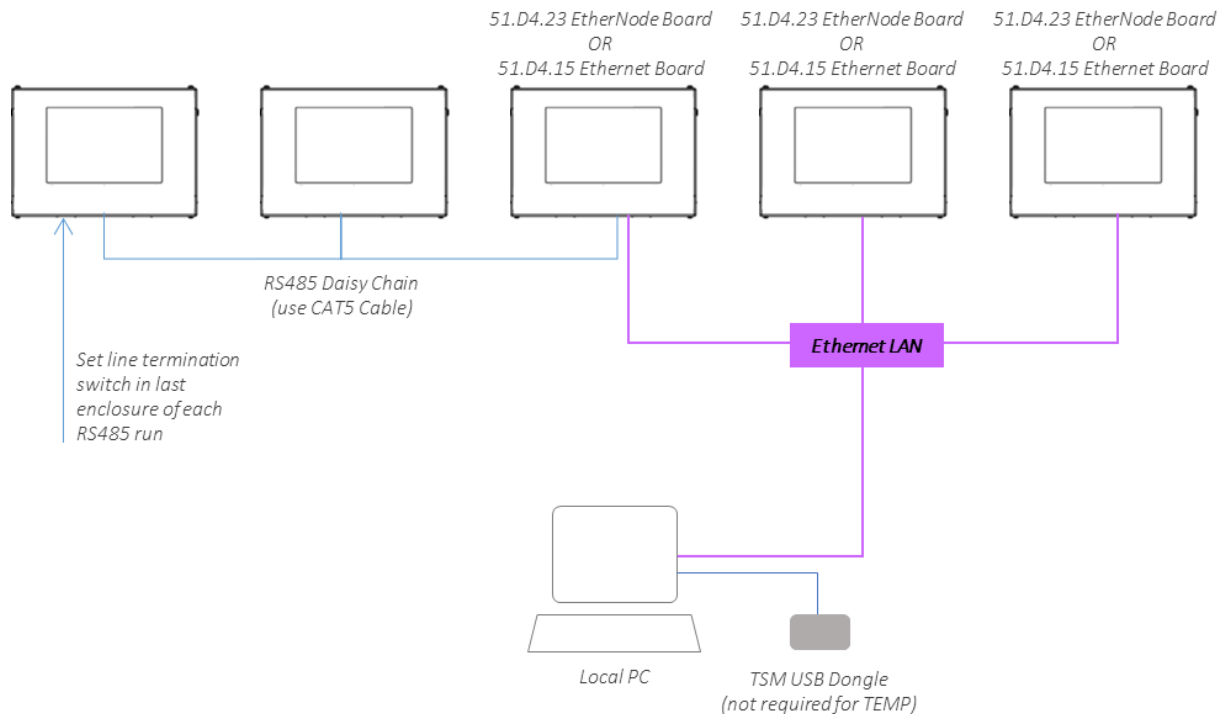 51.D4.23 EtherNode Board
OR
51.D4.15 Ethernet Board
51.D4.23 EtherNode Board
OR
51.D4.15 Ethernet Board
51.D4.23 EtherNode Board
OR
51.D4.15 Ethernet Board
RS485 Daisy Chain
(use CAT5 Cable)
Set line termination
switch in last
enclosure of each
RS485 run
Ethernet LAN
Local PC
TSM USB Dongle
(not required for TEMP)